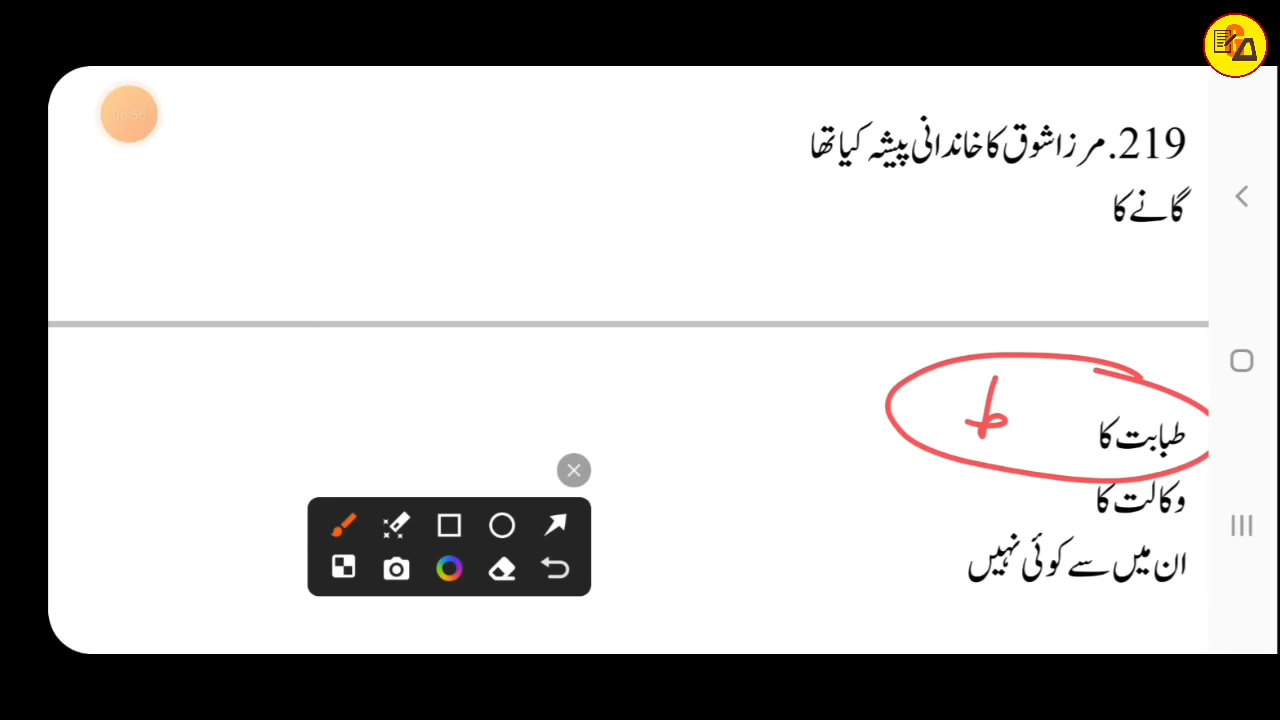 219. مرزا شوق کا خاندانی پیشہ کیا تھا
گانے کا
طبابت کا
وکالت کا
ان میں سے کوئی نہیں